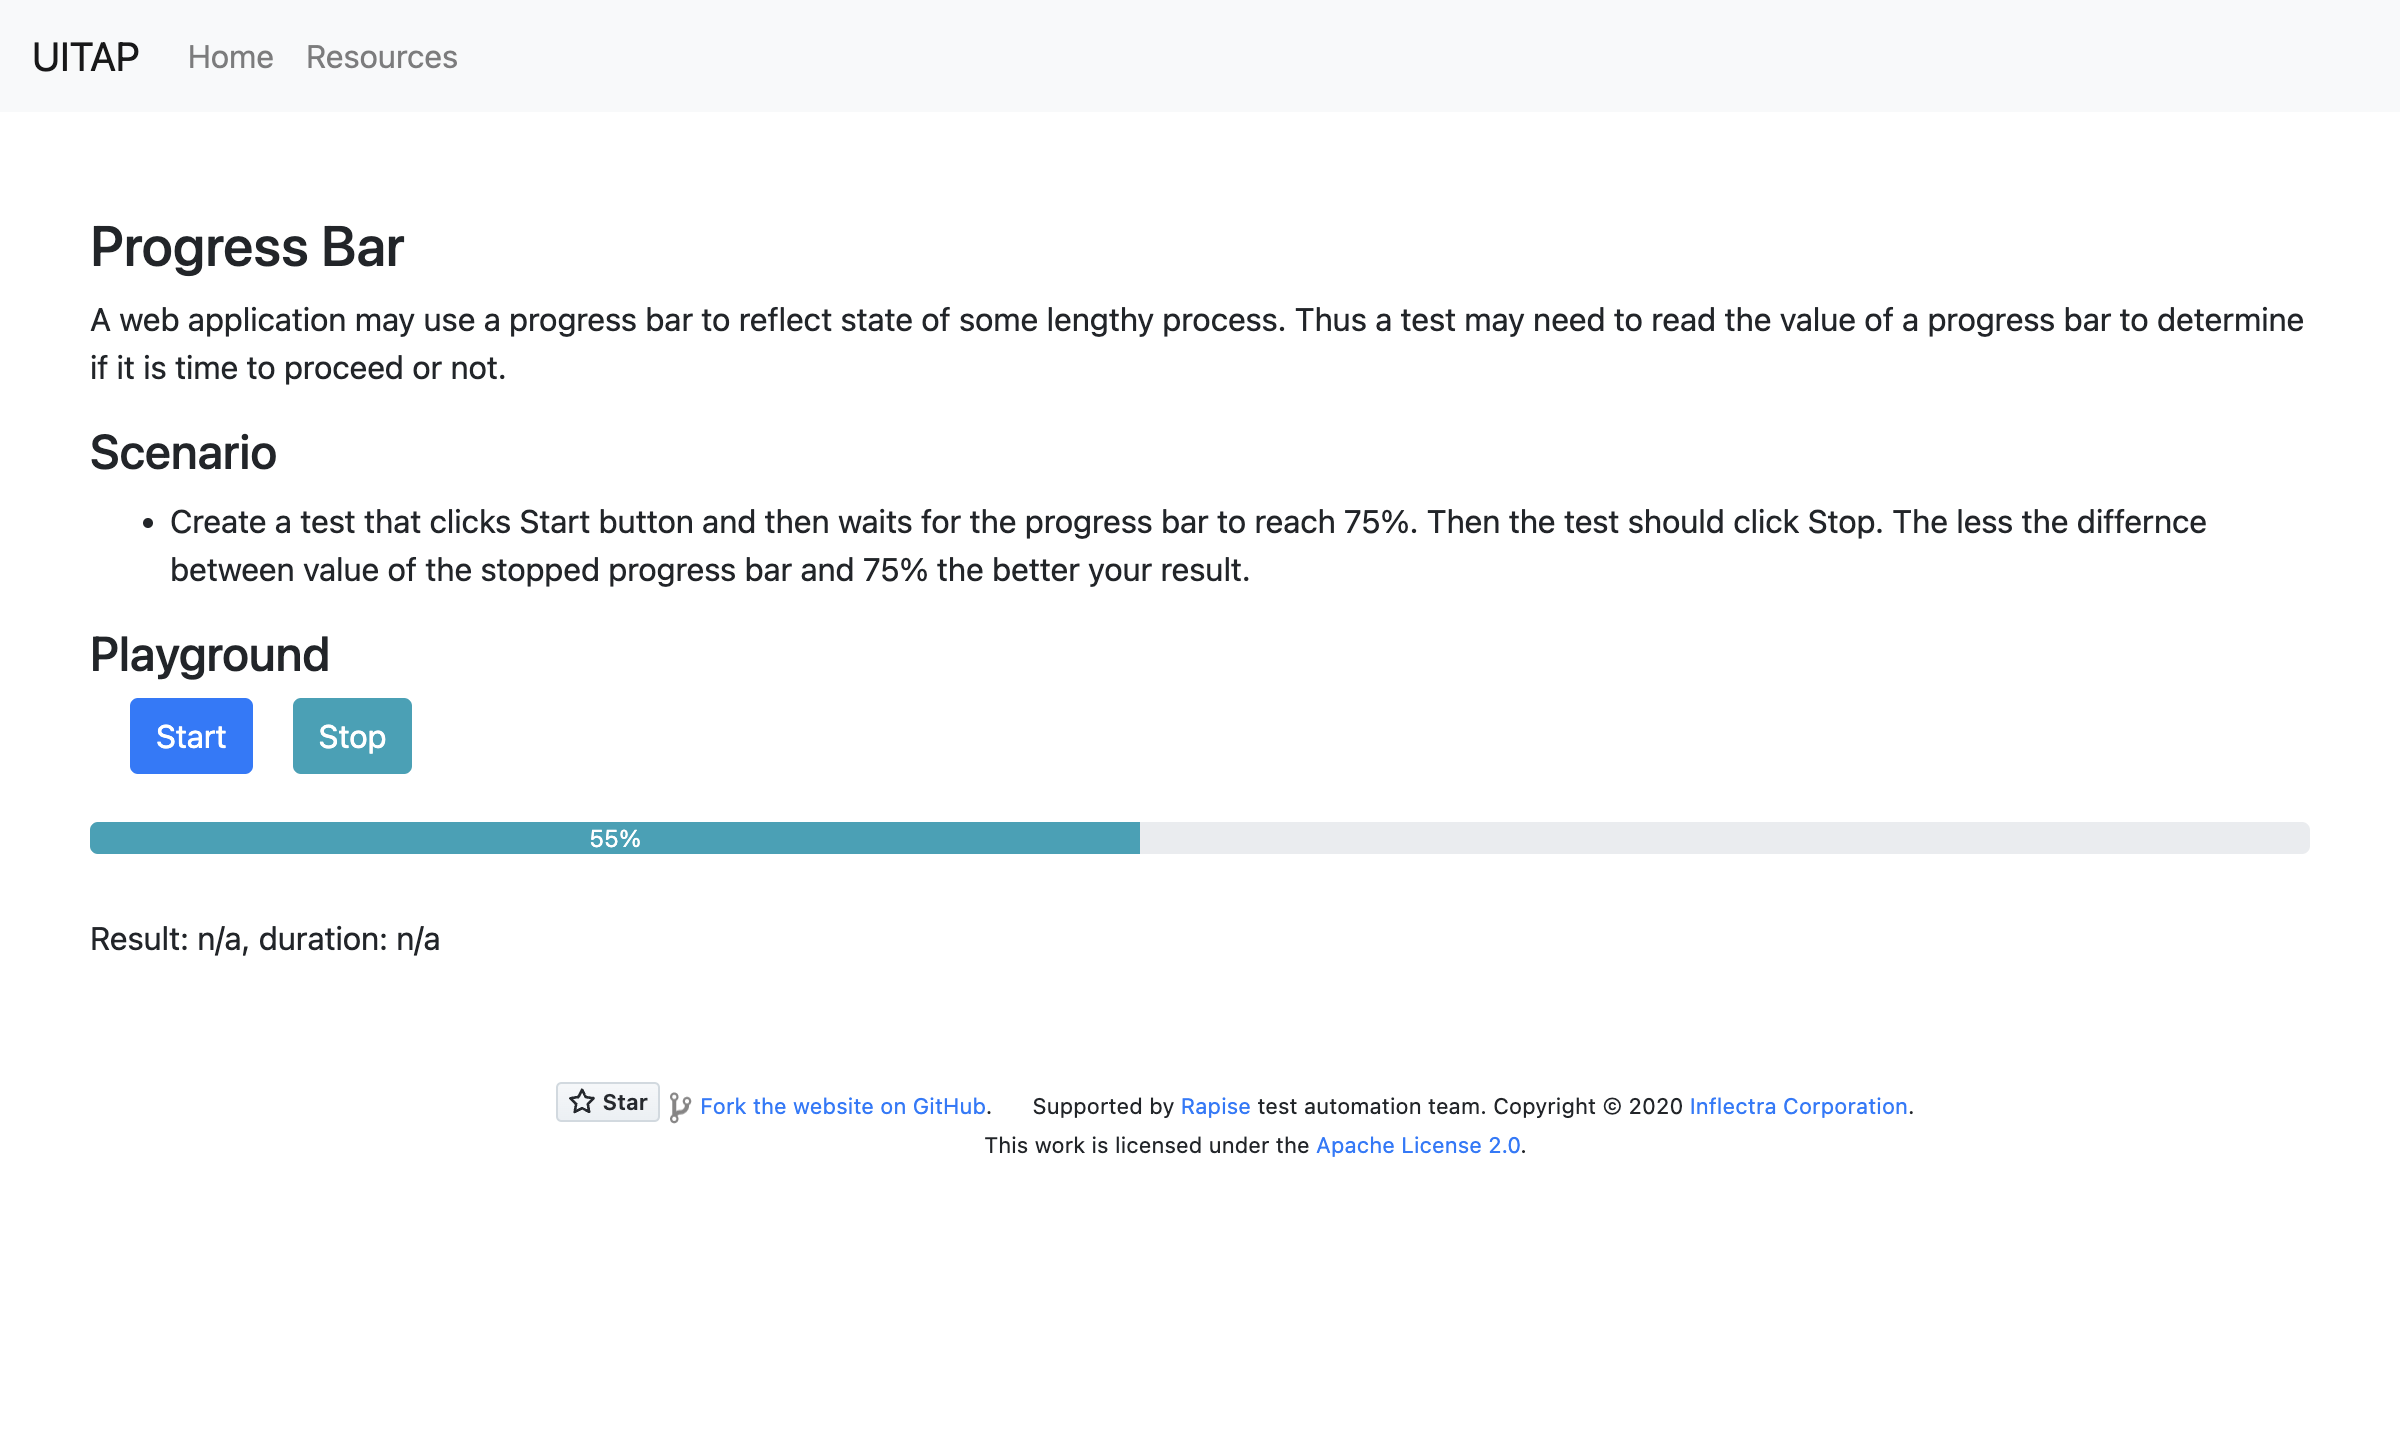 UITAP Home Resources
Progress Bar
A web application may use a progress bar to reflect state of some lengthy process. Thus a test may need to read the value of a progress bar to determine
if it is time to proceed or not.
Scenario
• Create a test that clicks Start button and then waits for the progress bar to reach 75%. Then the test should click Stop. The less the differnce
between value of the stopped progress bar and 75% the better your result.
Playground
Start Stop
55%
Result: n/a, duration: n/a
Star Fork the website on GitHub. Supported by Rapise test automation team. Copyright © 2020 Inflectra Corporation.
This work is licensed under the Apache License 2.0.